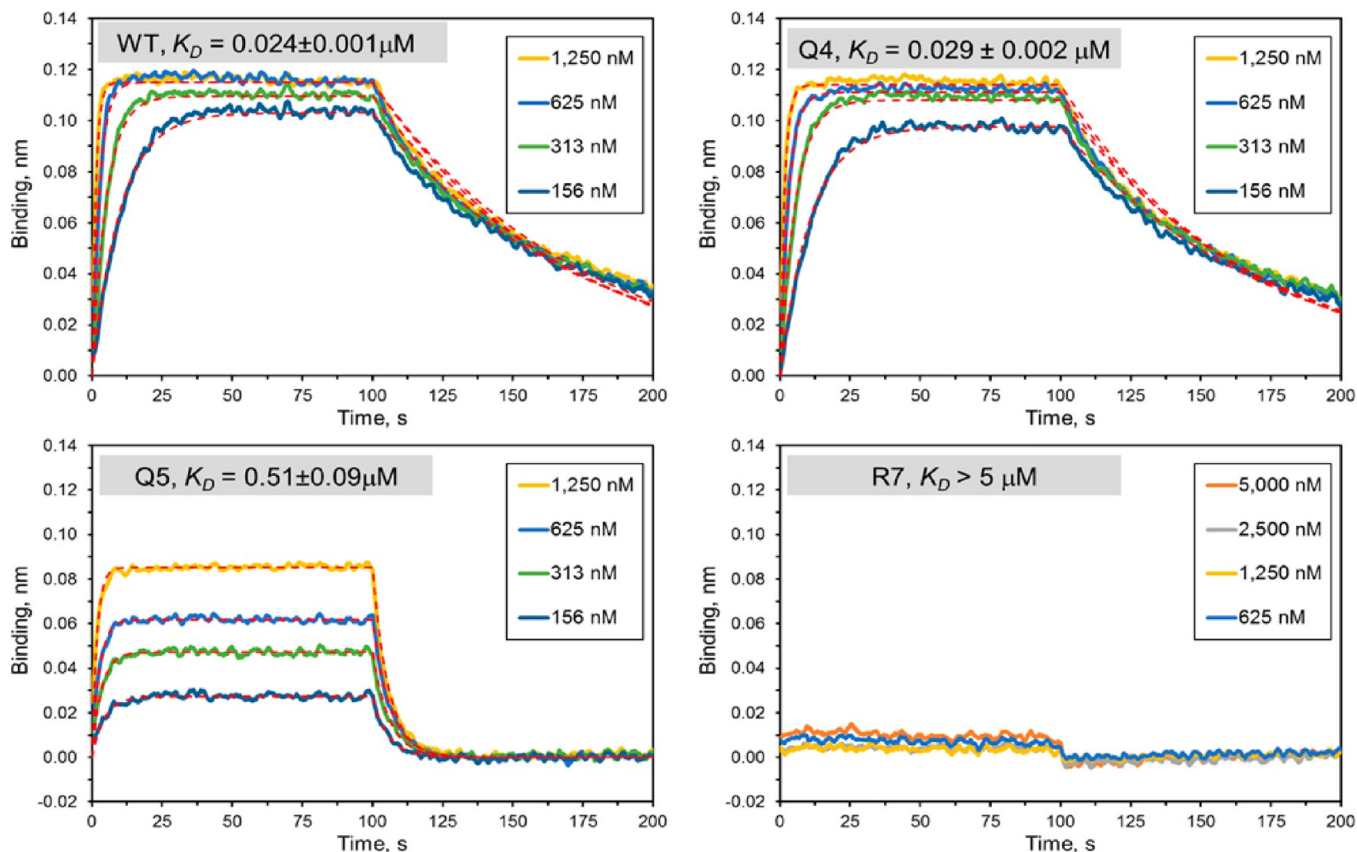 WT, K_D = 0.024±0.001μM
1,250 nM
625 nM
313 nM
156 nM
Binding, nm
0.14
0.12
0.10
0.08
0.06
0.04
0.02
0.00
0 25 50 75 100 125 150 175 200
Time, s
Q4, K_D = 0.029 ± 0.002 μM
1,250 nM
625 nM
313 nM
156 nM
Binding, nm
0.14
0.12
0.10
0.08
0.06
0.04
0.02
0.00
0 25 50 75 100 125 150 175 200
Time, s
Q5, K_D = 0.51±0.09μM
1,250 nM
625 nM
313 nM
156 nM
Binding, nm
0.14
0.12
0.10
0.08
0.06
0.04
0.02
0.00
-0.02
0 25 50 75 100 125 150 175 200
Time, s
R7, K_D > 5 μM
5,000 nM
2,500 nM
1,250 nM
625 nM
Binding, nm
0.14
0.12
0.10
0.08
0.06
0.04
0.02
0.00
-0.02
0 25 50 75 100 125 150 175 200
Time, s